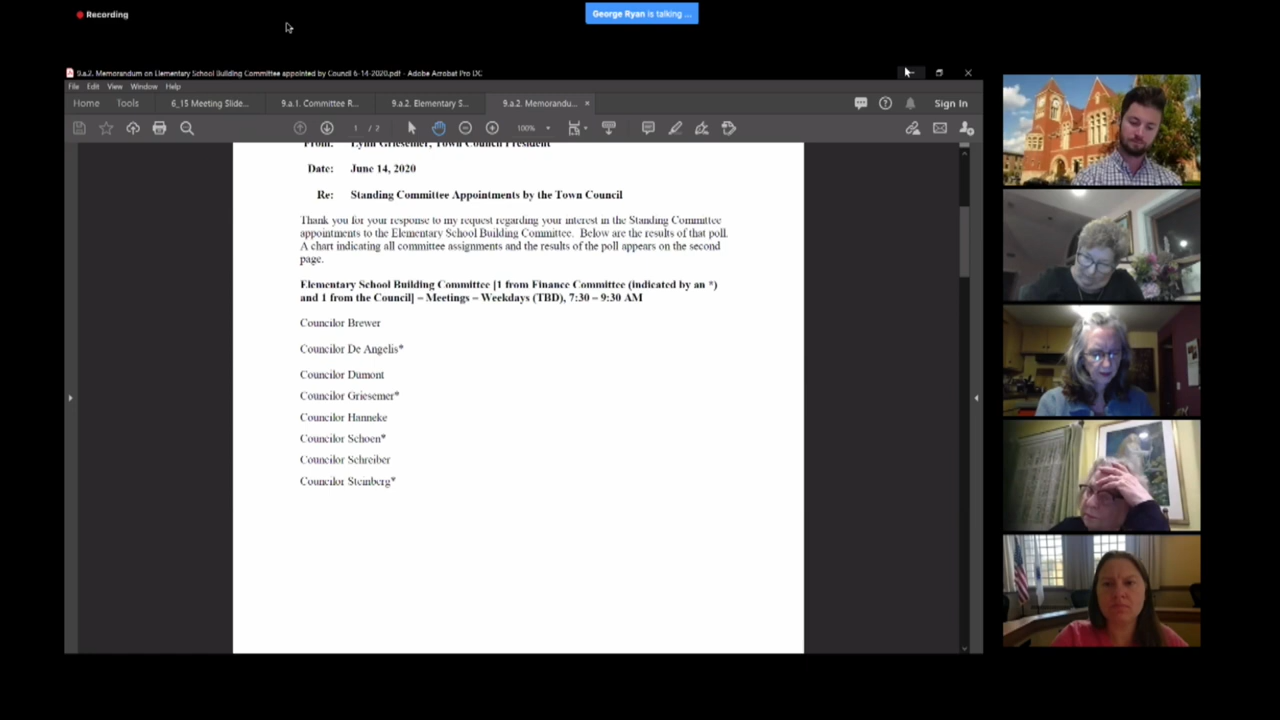 Recording
George Ryan is talking ...
9.a.2. Memorandum on Elementary School Building Committee appointed by Council 6-14-2020.pdf - Adobe Acrobat Pro DC
File Edit View Window Help
Home Tools 6_15 Meeting Slide... 9.a.1. Committee R... 9.a.2. Elementary S... 9.a.2. Memorandu... × Sign In
1 / 2 100%
From: Lynn Griesemer, Town Council President
Date: June 14, 2020
Re: Standing Committee Appointments by the Town Council
Thank you for your response to my request regarding your interest in the Standing Committee
appointments to the Elementary School Building Committee. Below are the results of that poll.
A chart indicating all committee assignments and the results of the poll appears on the second
page.
Elementary School Building Committee [1 from Finance Committee (indicated by an *)
and 1 from the Council] – Meetings – Weekdays (TBD), 7:30 – 9:30 AM
Councilor Brewer
Councilor De Angelis*
Councilor Dumont
Councilor Griesemer*
Councilor Hanneke
Councilor Schoen*
Councilor Schreiber
Councilor Steinberg*